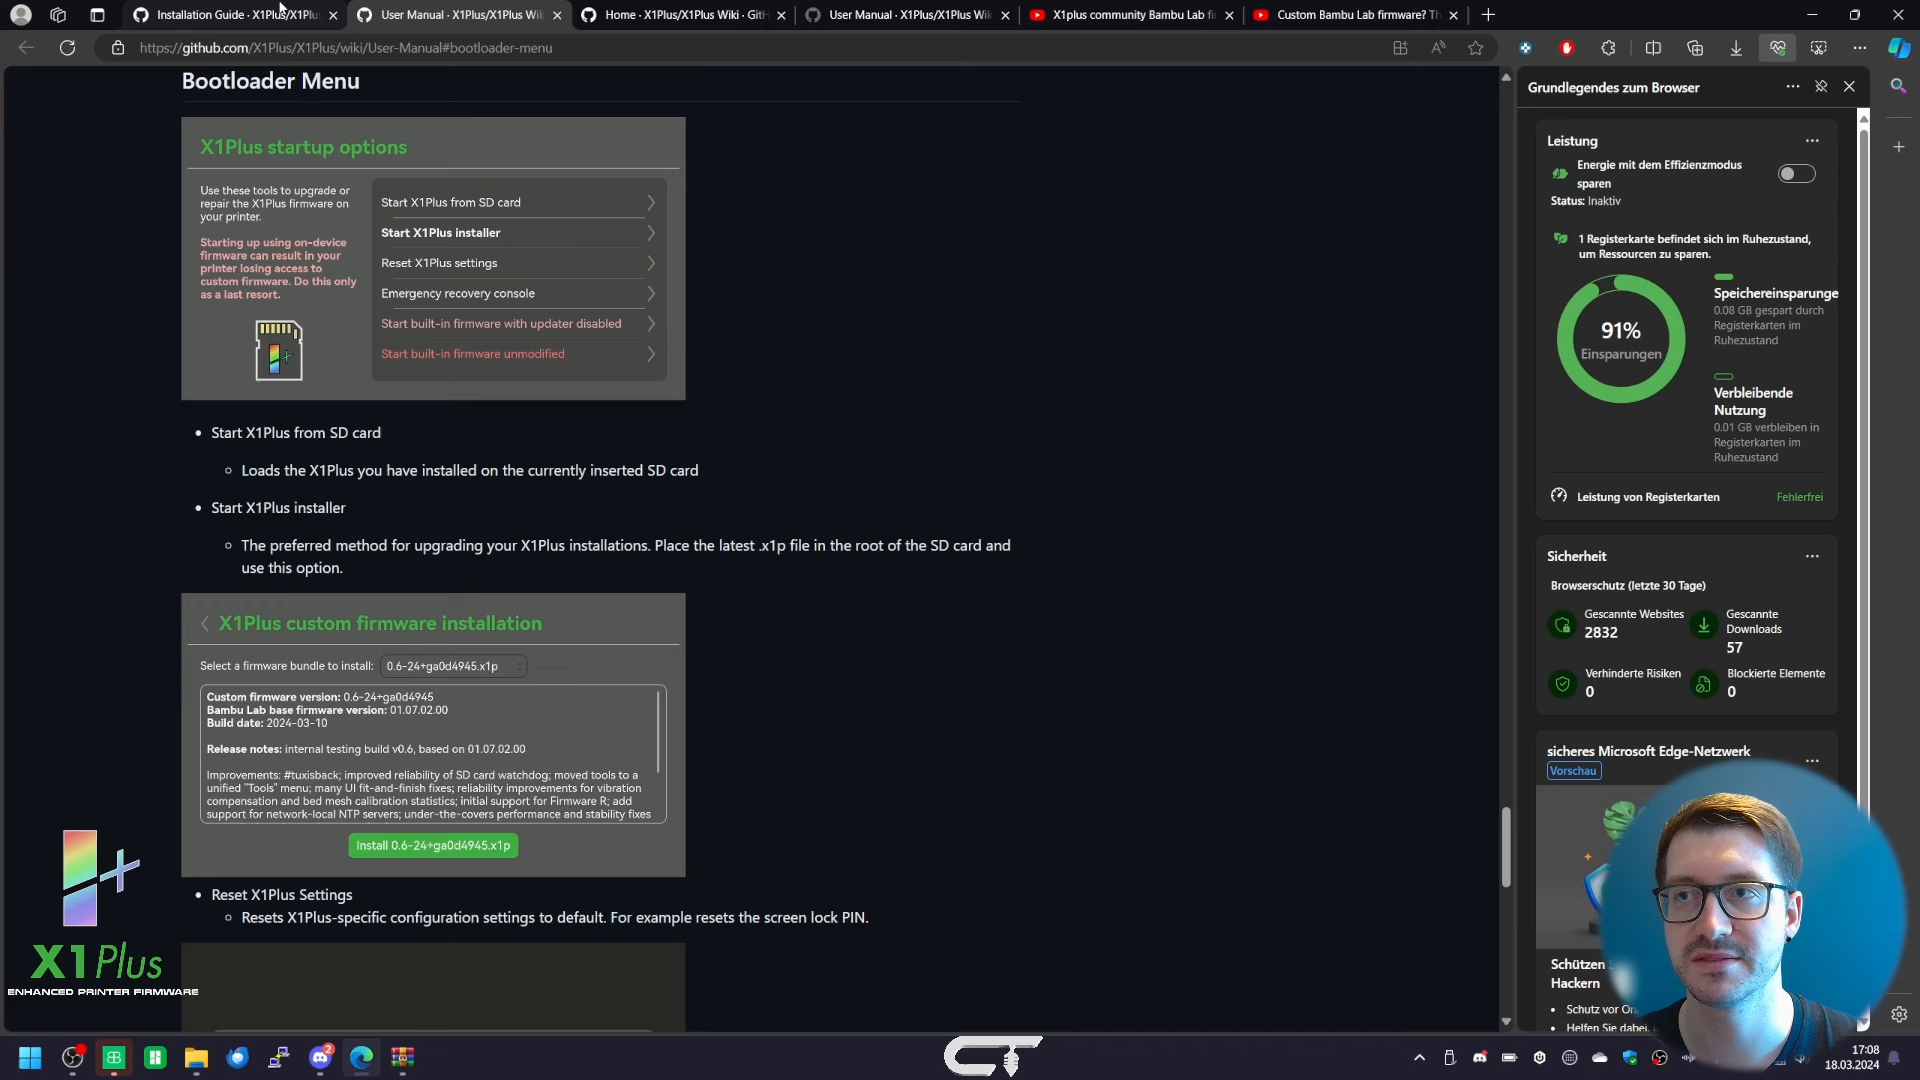 Installation Guide · X1Plus/X1Plus
User Manual · X1Plus/X1Plus Wik
Home · X1Plus/X1Plus Wiki · GitH
User Manual · X1Plus/X1Plus Wik
X1plus community Bambu Lab fi
Custom Bambu Lab firmware? Th
https://github.com/X1Plus/X1Plus/wiki/User-Manual#bootloader-menu
Bootloader Menu
X1Plus startup options
Use these tools to upgrade or
repair the X1Plus firmware on
your printer.
Starting up using on-device
firmware can result in your
printer losing access to
custom firmware. Do this only
as a last resort.
Start X1Plus from SD card
Start X1Plus installer
Reset X1Plus settings
Emergency recovery console
Start built-in firmware with updater disabled
Start built-in firmware unmodified
• Start X1Plus from SD card
◦ Loads the X1Plus you have installed on the currently inserted SD card
• Start X1Plus installer
◦ The preferred method for upgrading your X1Plus installations. Place the latest .x1p file in the root of the SD card and
use this option.
X1Plus custom firmware installation
Select a firmware bundle to install: 0.6-24+ga0d4945.x1p
Custom firmware version: 0.6-24+ga0d4945
Bambu Lab base firmware version: 01.07.02.00
Build date: 2024-03-10
Release notes: internal testing build v0.6, based on 01.07.02.00
Improvements: #tuxisback; improved reliability of SD card watchdog; moved tools to a
unified "Tools" menu; many UI fit-and-finish fixes; reliability improvements for vibration
compensation and bed mesh calibration statistics; initial support for Firmware R; add
support for network-local NTP servers; under-the-covers performance and stability fixes
Install 0.6-24+ga0d4945.x1p
• Reset X1Plus Settings
◦ Resets X1Plus-specific configuration settings to default. For example resets the screen lock PIN.
X1Plus
ENHANCED PRINTER FIRMWARE
Grundlegendes zum Browser
Leistung
Energie mit dem Effizienzmodus
sparen
Status: Inaktiv
1 Registerkarte befindet sich im Ruhezustand,
um Ressourcen zu sparen.
91%
Einsparungen
Speichereinsparunge
0.08 GB gespart durch
Registerkarten im
Ruhezustand
Verbleibende
Nutzung
0.01 GB verbleiben in
Registerkarten im
Ruhezustand
Leistung von Registerkarten
Fehlerfrei
Sicherheit
Browserschutz (letzte 30 Tage)
Gescannte Websites
2832
Gescannte
Downloads
57
Verhinderte Risiken
0
Blockierte Elemente
0
sicheres Microsoft Edge-Netzwerk
Vorschau
Schützen
Hackern
• Schutz vor On
• Helfen Sie dabei,
2
CT
17:08
18.03.2024